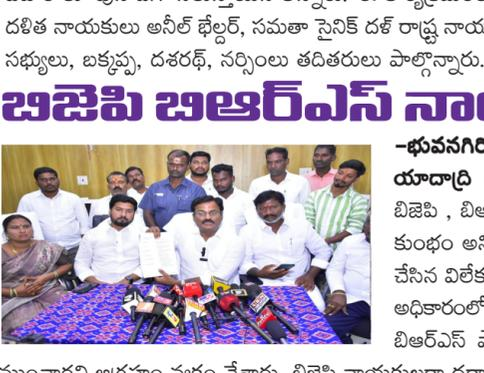 దళిత నాయకులు అనీల్ భేల్దర్, సమతా సైనిక్ దళ్ రాష్ట్ర నాయ
సభ్యులు, బక్కప్ప, దశరథ్, నర్సింలు తదితరులు పాల్గొన్నారు.
బిజెపి బిఆర్ఎస్ నా
-భువనగిరి
యాదాద్రి
బిజెపి , బిఆ
కుంభం అని
చేసిన విలేక
అధికారంలో
బిఆర్ఎస్